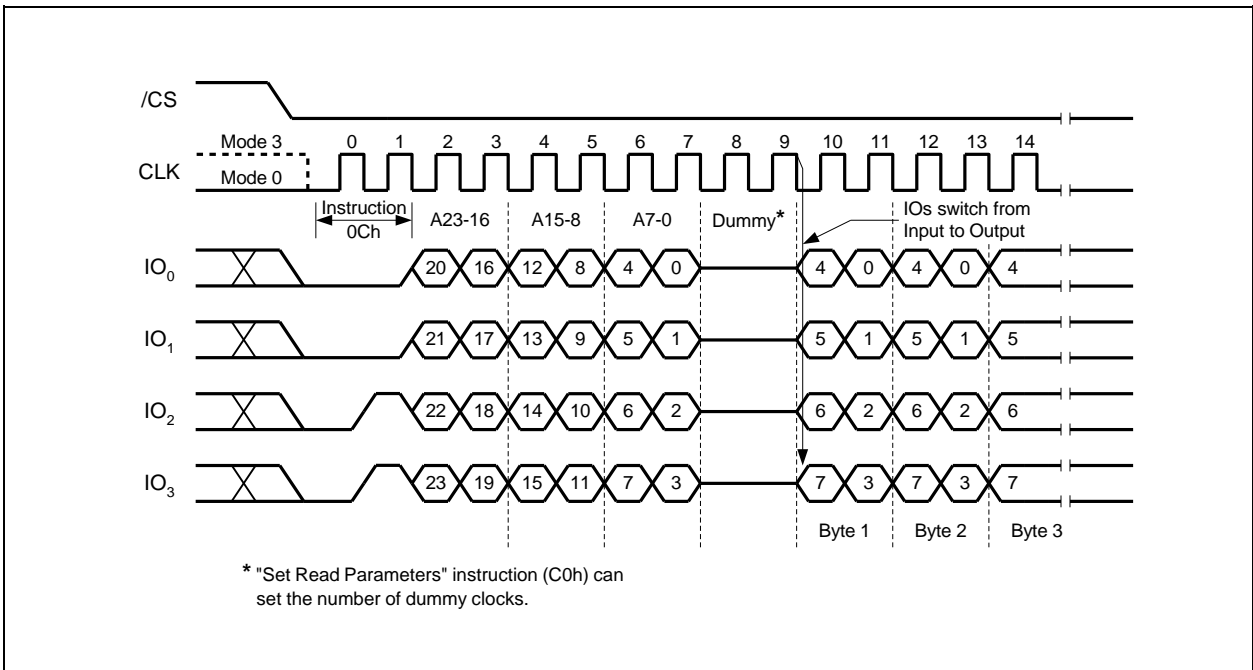 /CS
Mode 3 0 1 2 3 4 5 6 7 8 9 10 11 12 13 14
CLK
Mode 0
Instruction
0Ch
A23-16 A15-8 A7-0 Dummy*
IOs switch from
Input to Output
IO0 20 16 12 8 4 0 4 0 4 0 4
IO1 21 17 13 9 5 1 5 1 5 1 5
IO2 22 18 14 10 6 2 6 2 6 2 6
IO3 23 19 15 11 7 3 7 3 7 3 7
Byte 1 Byte 2 Byte 3
* "Set Read Parameters" instruction (C0h) can
set the number of dummy clocks.